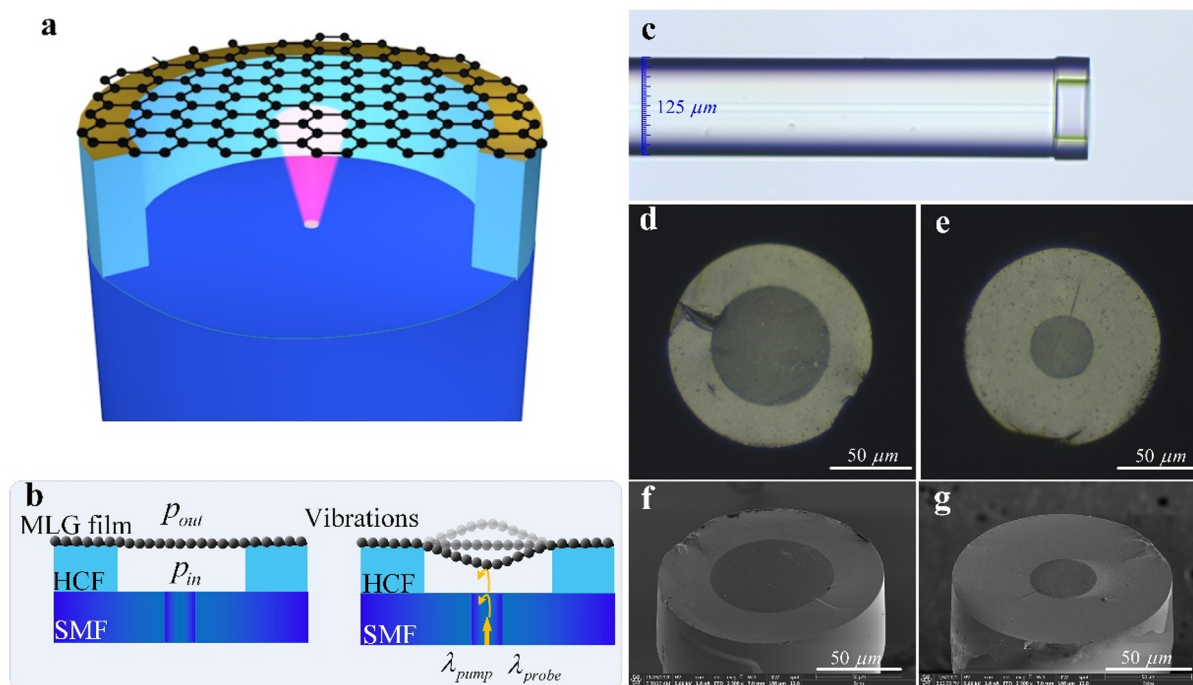 a
c
125 μm
d
e
50 μm
50 μm
b
MLG film
p_out
p_in
HCF
SMF
Vibrations
HCF
SMF
λ_pump
λ_probe
f
g
50 μm
50 μm